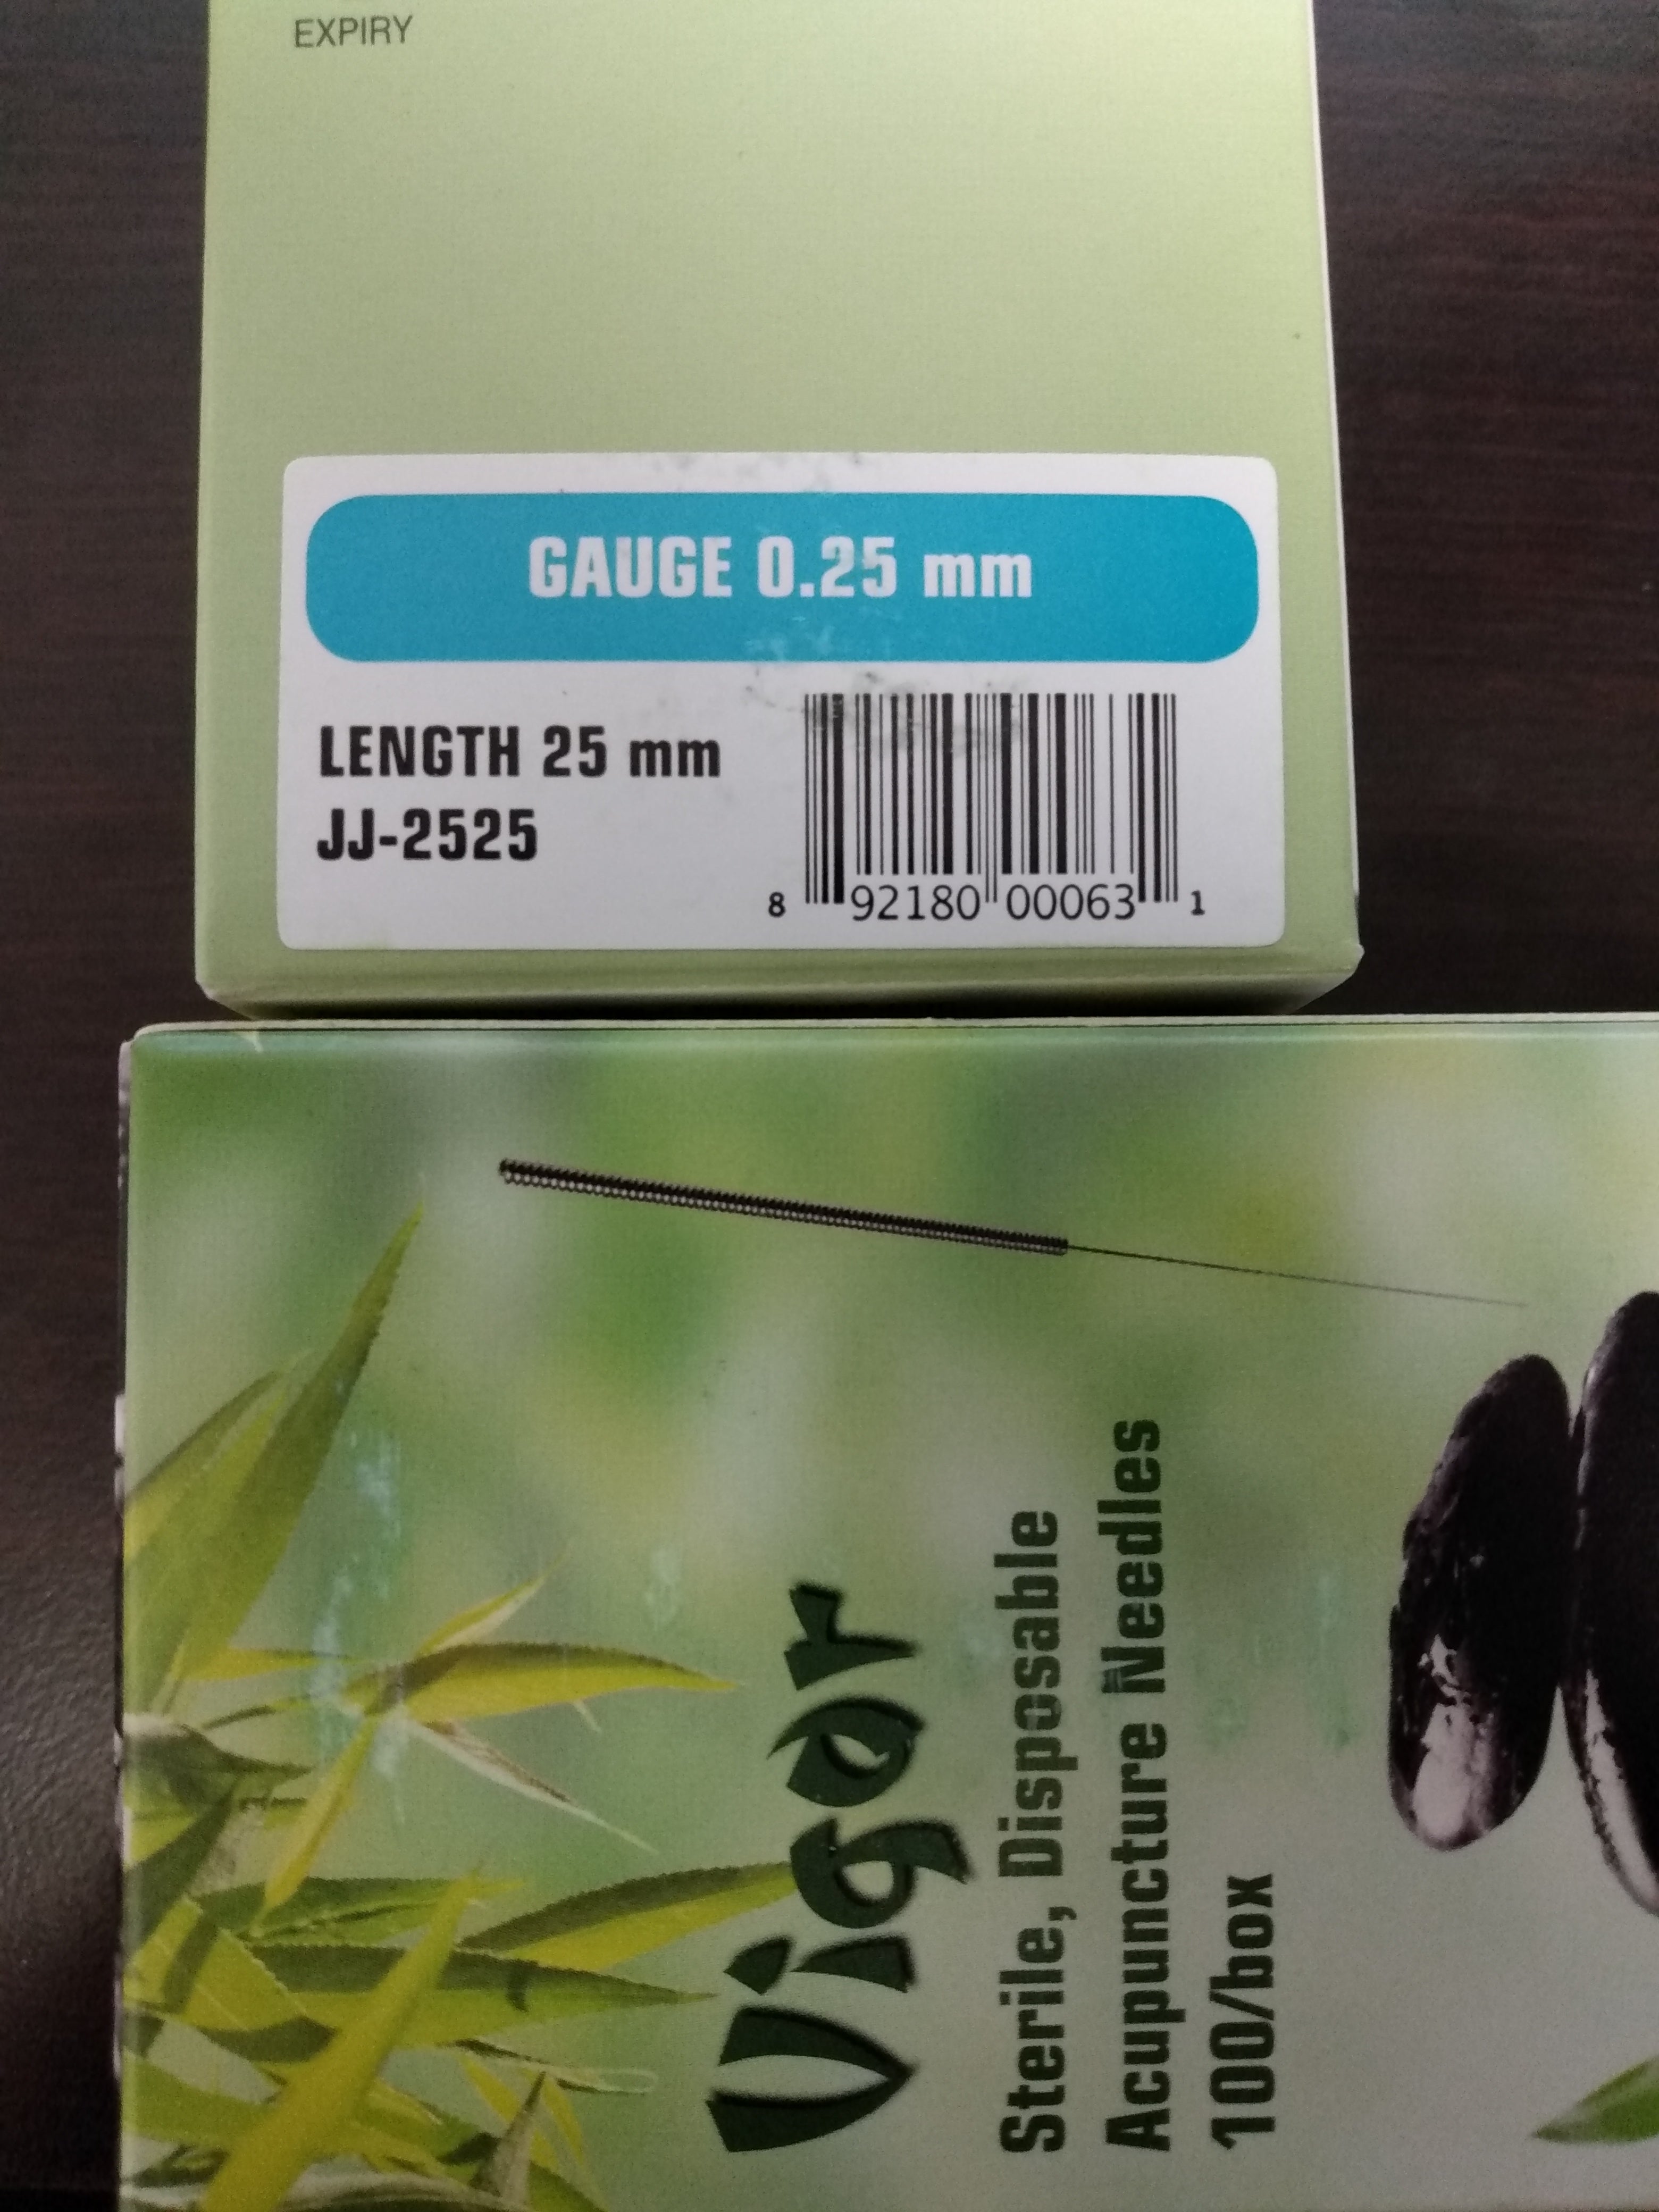 EXPIRY
GAUGE 0.25 mm
LENGTH 25 mm
JJ-2525
8 92180 00063 1
Vigor
Sterile, Disposable
Acupuncture Needles
100/box